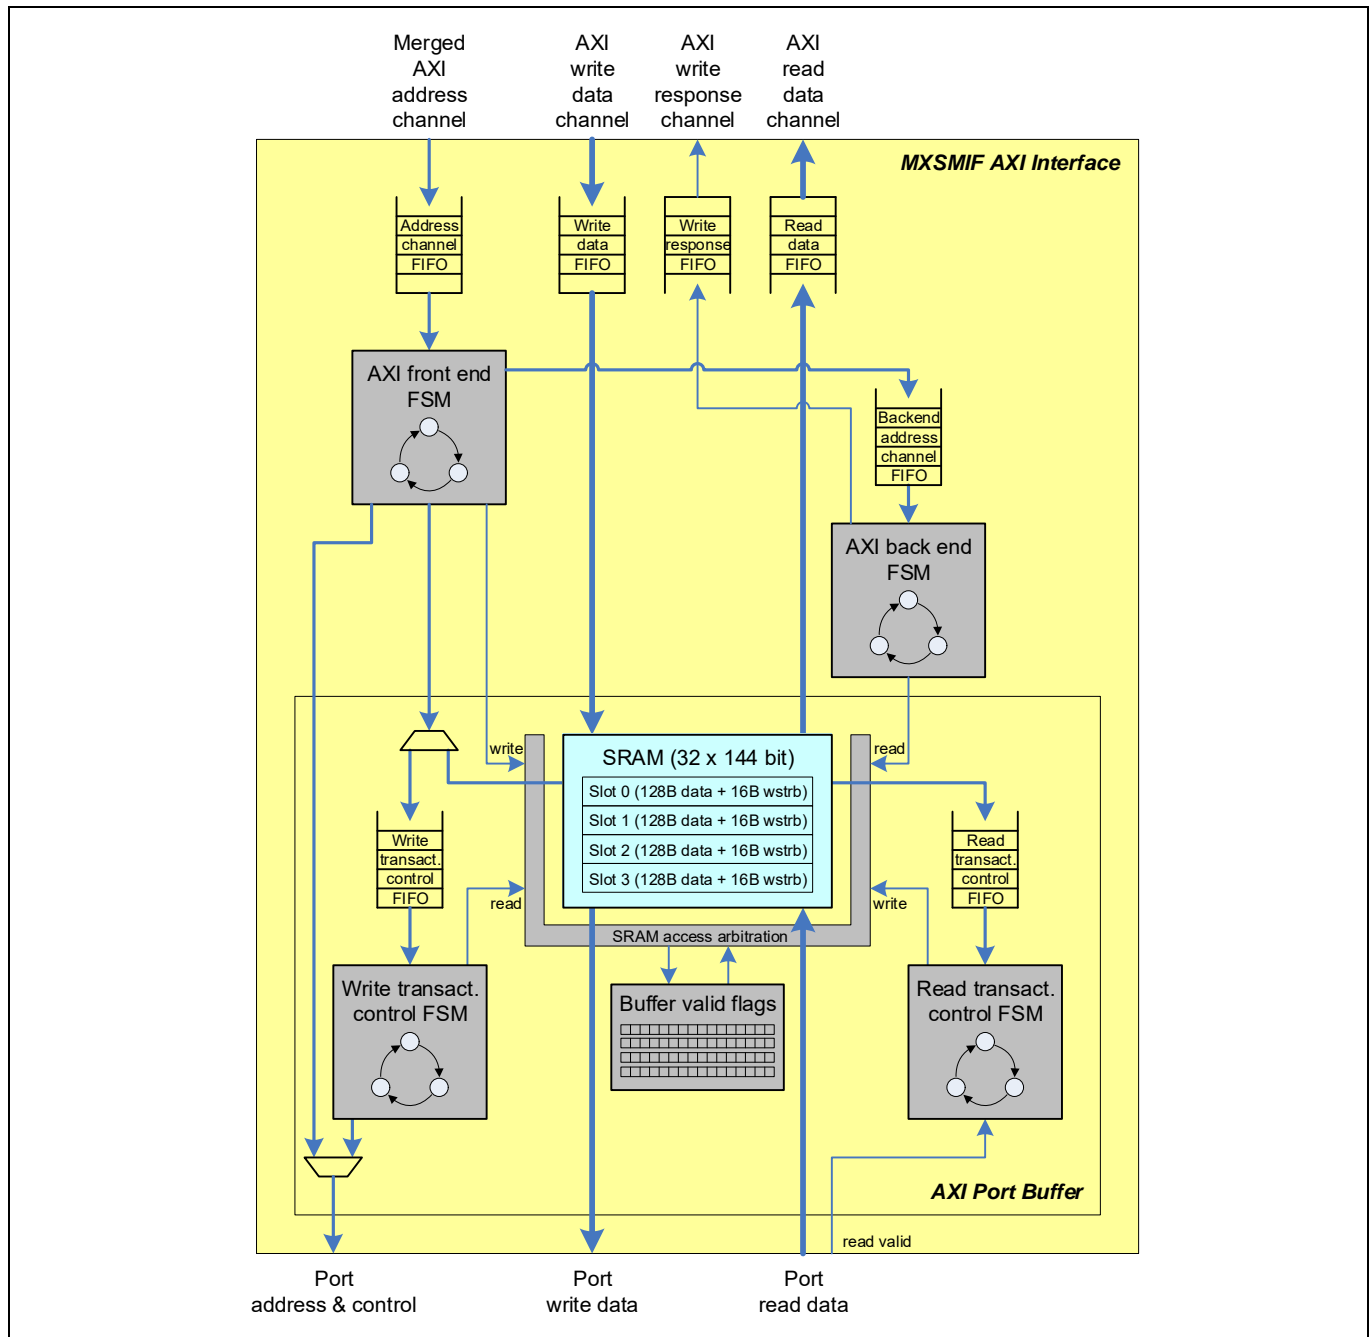 Merged
AXI
address
channel
AXI
write
data
channel
AXI
write
response
channel
AXI
read
data
channel
MXSMIF AXI Interface
Address
channel
FIFO
Write
data
FIFO
Write
response
FIFO
Read
data
FIFO
AXI front end
FSM
Backend
address
channel
FIFO
AXI back end
FSM
write
read
SRAM (32 x 144 bit)
Slot 0 (128B data + 16B wstrb)
Slot 1 (128B data + 16B wstrb)
Slot 2 (128B data + 16B wstrb)
Slot 3 (128B data + 16B wstrb)
Write
transact.
control
FIFO
Read
transact.
control
FIFO
read
write
SRAM access arbitration
Write transact.
control FSM
Buffer valid flags
Read transact.
control FSM
AXI Port Buffer
read valid
Port
address & control
Port
write data
Port
read data